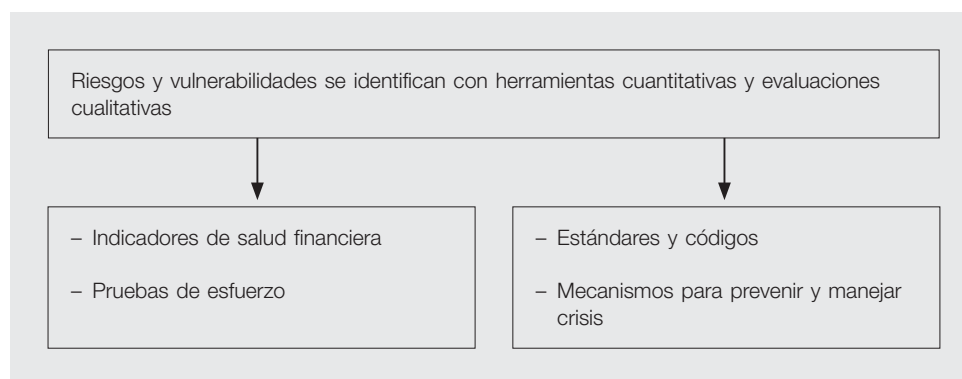 Riesgos y vulnerabilidades se identifican con herramientas cuantitativas y evaluaciones
cualitativas
– Indicadores de salud financiera
– Pruebas de esfuerzo
– Estándares y códigos
– Mecanismos para prevenir y manejar
crisis